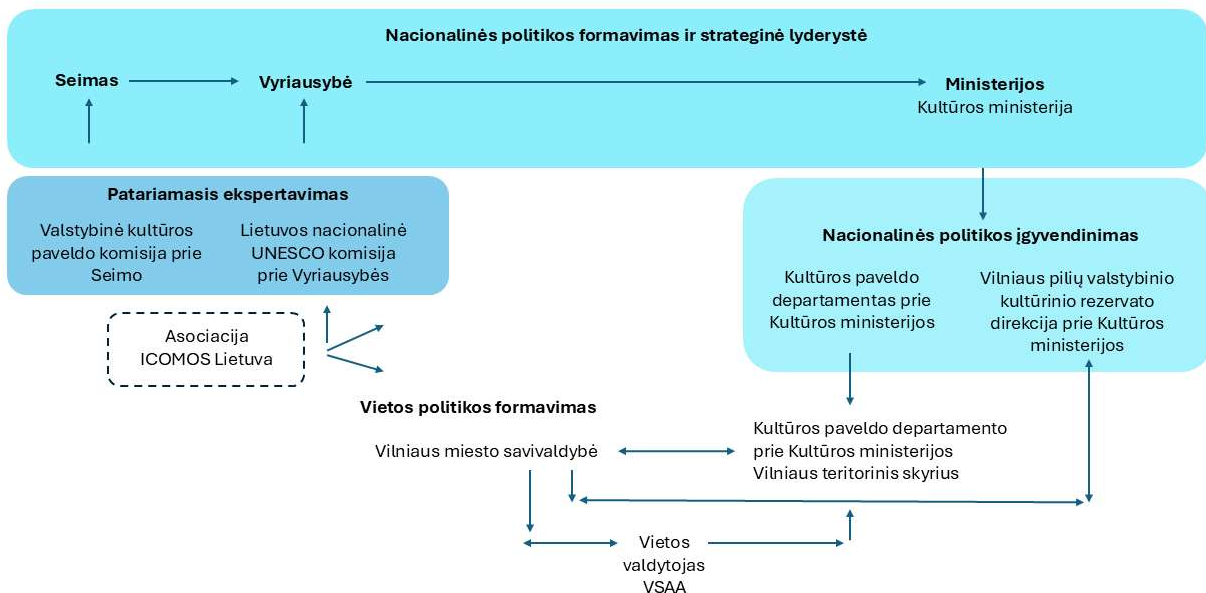 Nacionalinės politikos formavimas ir strateginė lyderystė
Seimas
Vyriausybė
Ministerijos
Kultūros ministerija
Patariamasis ekspertavimas
Valstybinė kultūros
paveldo komisija prie
Seimo
Lietuvos nacionalinė
UNESCO komisija
prie Vyriausybės
Nacionalinės politikos įgyvendinimas
Kultūros paveldo
departamentas prie
Kultūros ministerijos
Vilniaus pilių valstybinio
kultūrinio rezervato
direkcija prie Kultūros
ministerijos
Asociacija
ICOMOS Lietuva
Vietos politikos formavimas
Vilniaus miesto savivaldybė
Kultūros paveldo departamento
prie Kultūros ministerijos
Vilniaus teritorinis skyrius
Vietos
valdytojas
VSAA